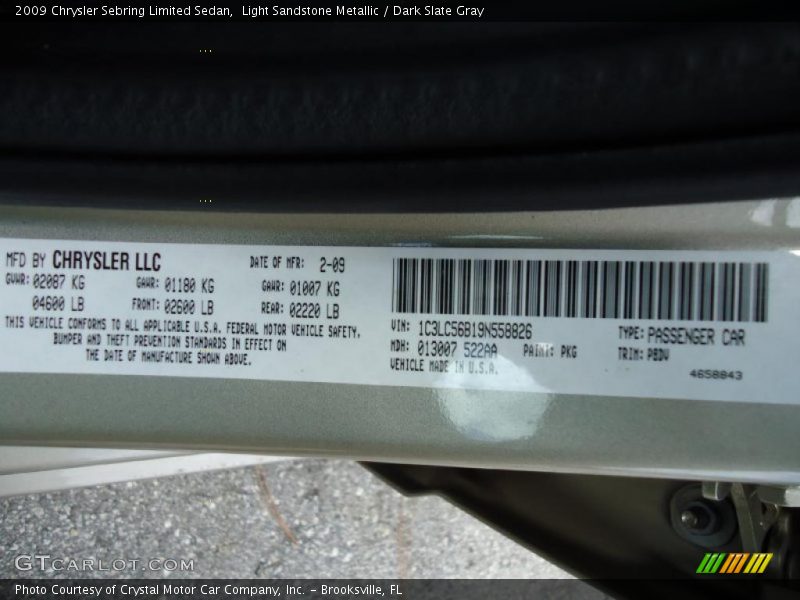 2009 Chrysler Sebring Limited Sedan,  Light Sandstone Metallic / Dark Slate Gray
MFD BY CHRYSLER LLC DATE OF MFR: 2-09
GVWR: 02087 KG GAWR: 01180 KG GAWR: 01007 KG
04600 LB FRONT: 02600 LB REAR: 02220 LB
THIS VEHICLE CONFORMS TO ALL APPLICABLE U.S.A. FEDERAL MOTOR VEHICLE SAFETY,
BUMPER AND THEFT PREVENTION STANDARDS IN EFFECT ON
THE DATE OF MANUFACTURE SHOWN ABOVE.
VIN: 1C3LC56B19N558826 TYPE: PASSENGER CAR
MDH: 013007 522AA PAINT: PKG TRIM: PBDV
VEHICLE MADE IN U.S.A. 4658843
GTCARLOT.COM
Photo Courtesy of Crystal Motor Car Company, Inc. - Brooksville, FL